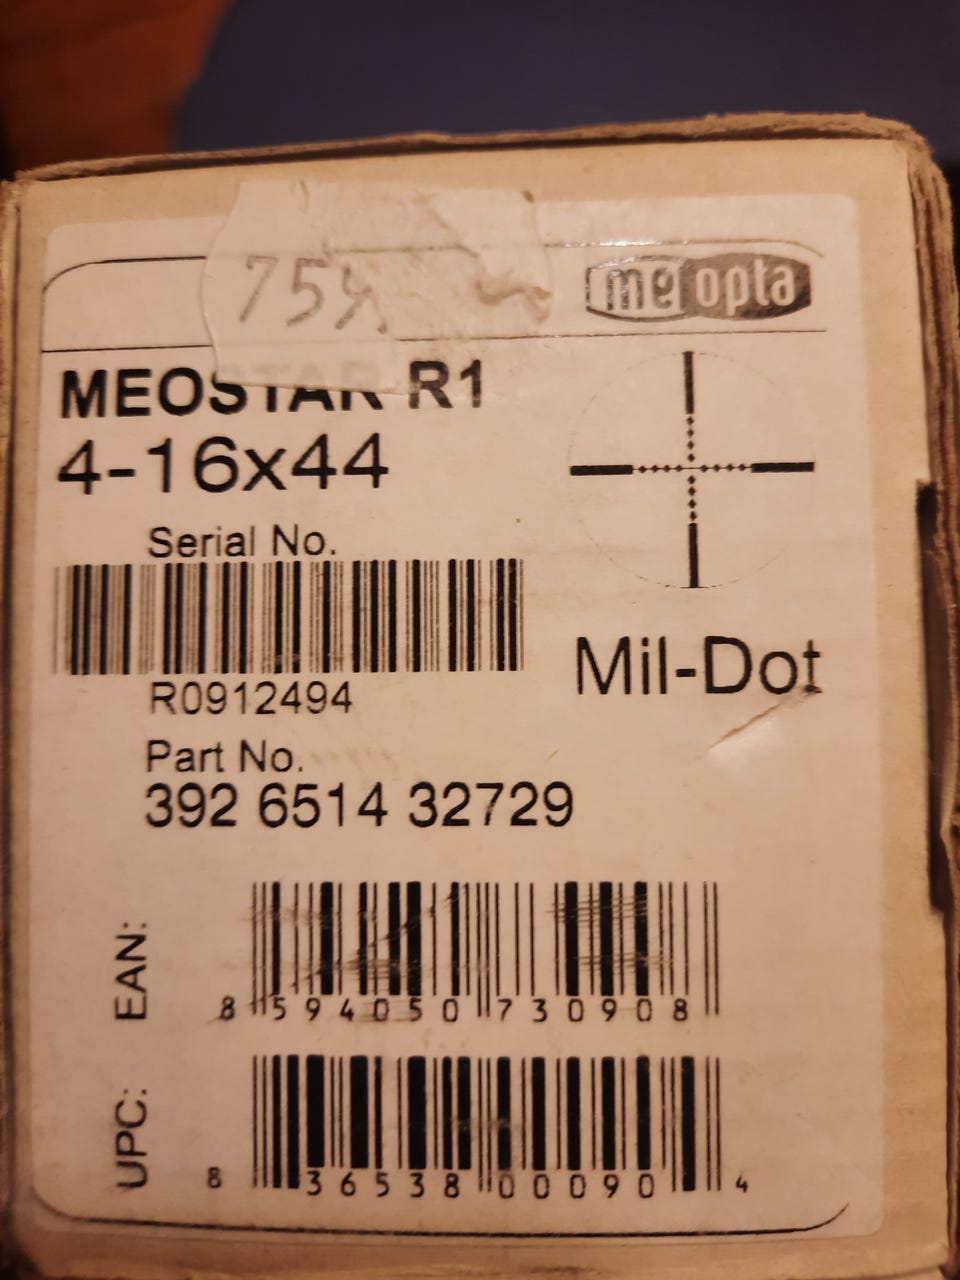 meopta
MEOSTAR R1
4-16x44
Serial No.
R0912494
Mil-Dot
Part No.
392 6514 32729
EAN:
8 594050 730908
UPC:
8 36538 00090 4